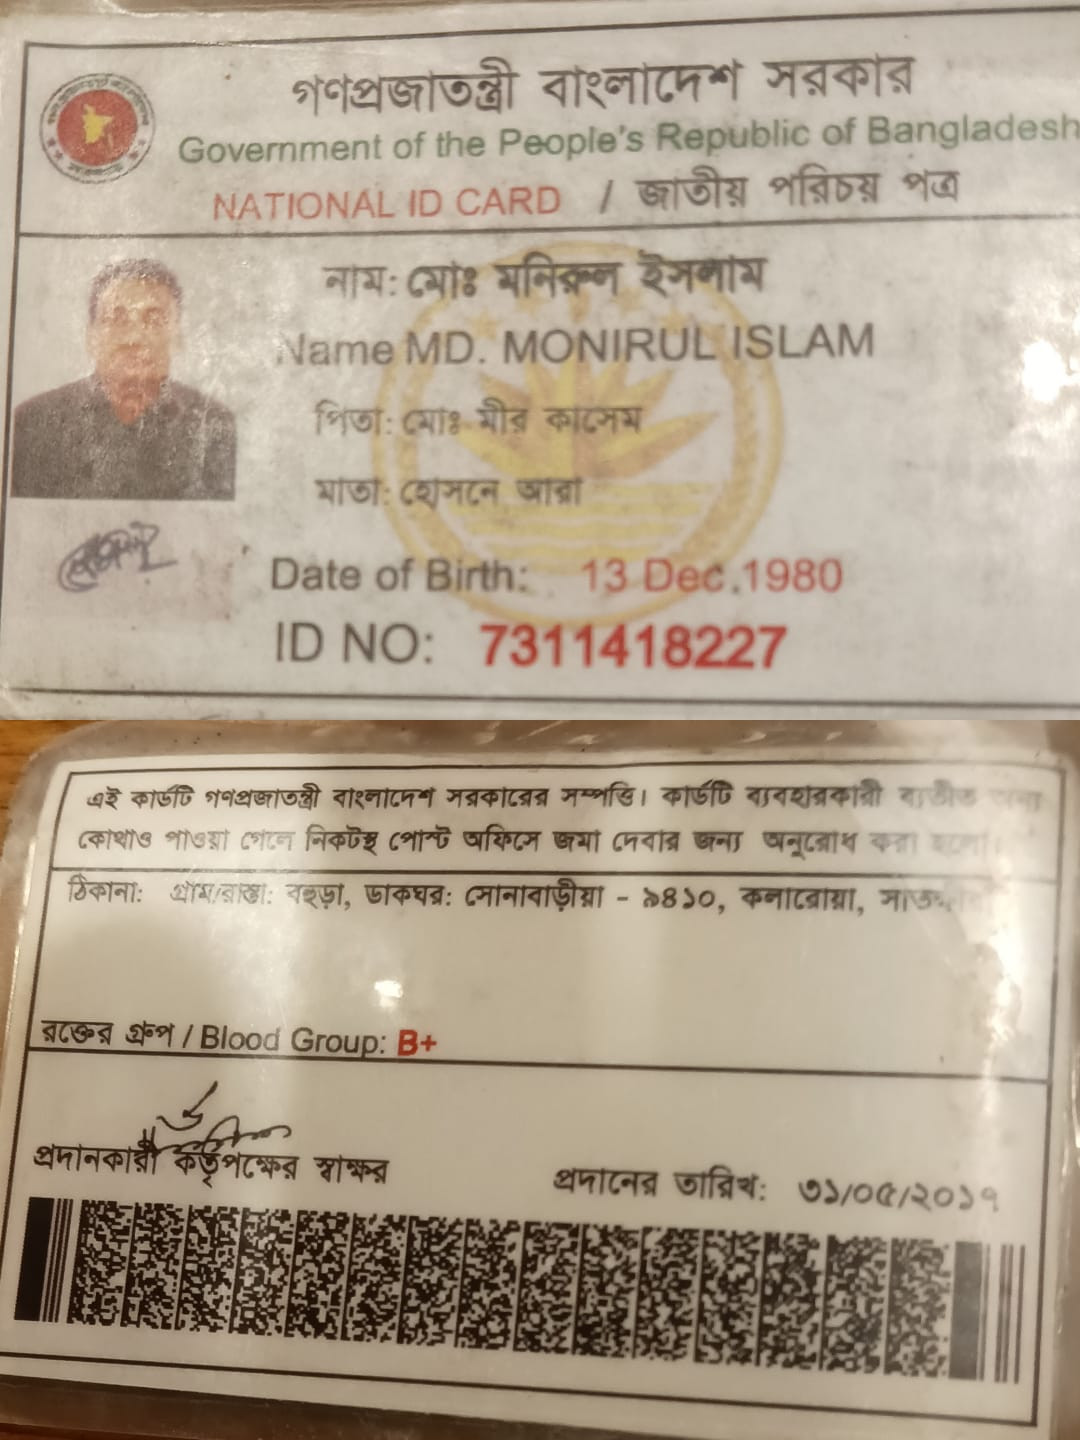 গণপ্রজাতন্ত্রী বাংলাদেশ সরকার
Government of the People's Republic of Bangladesh
NATIONAL ID CARD / জাতীয় পরিচয় পত্র
নাম: মোঃ মনিরুল ইসলাম
Name MD. MONIRUL ISLAM
পিতা: মোঃ মীর কাসেম
মাতা: হোসনে আরা
Date of Birth: 13 Dec.1980
ID NO: 7311418227
এই কার্ডটি গণপ্রজাতন্ত্রী বাংলাদেশ সরকারের সম্পত্তি। কার্ডটি ব্যবহারকারী ব্যতীত অন্য
কোথাও পাওয়া গেলে নিকটস্থ পোস্ট অফিসে জমা দেবার জন্য অনুরোধ করা হলো।
ঠিকানা: গ্রাম/রাস্তা: বহুড়া, ডাকঘর: সোনাবাড়ীয়া - ৯৪১০, কলারোয়া,
রক্তের গ্রুপ / Blood Group: B+
প্রদানকারী কর্তৃপক্ষের স্বাক্ষর
প্রদানের তারিখ: ৩১/০৫/২০১৭